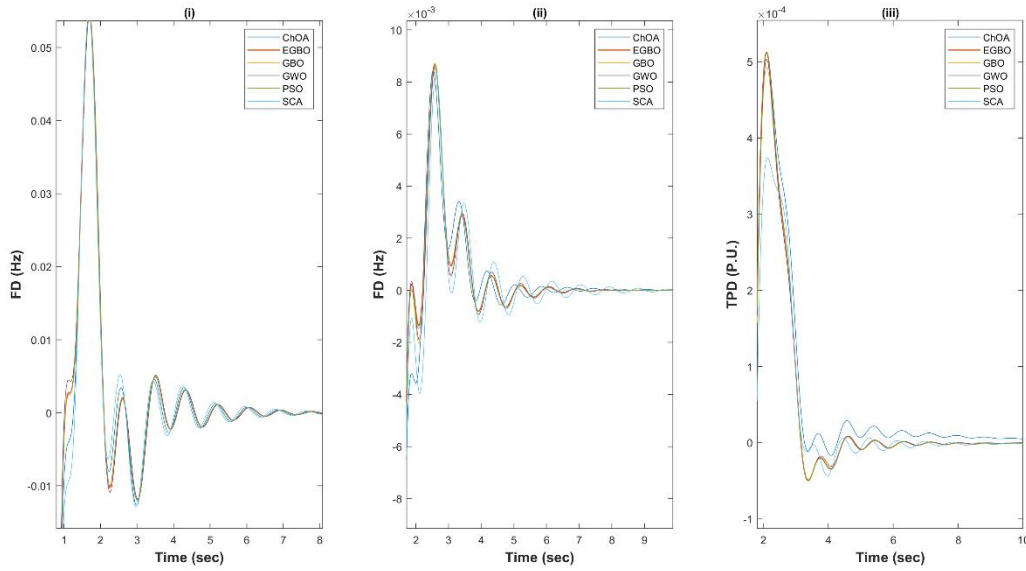 (i)
0.05
0.04
0.03
0.02
0.01
0
-0.01
FD (Hz)
1 2 3 4 5 6 7 8
Time (sec)
ChOA
EGBO
GBO
GWO
PSO
SCA
×10⁻³
(ii)
10
8
6
4
2
0
-2
-4
-6
-8
FD (Hz)
2 3 4 5 6 7 8 9
Time (sec)
ChOA
EGBO
GBO
GWO
PSO
SCA
×10⁻⁴
(iii)
5
4
3
2
1
0
-1
TPD (P.U.)
2 4 6 8 10
Time (sec)
ChOA
EGBO
GBO
GWO
PSO
SCA